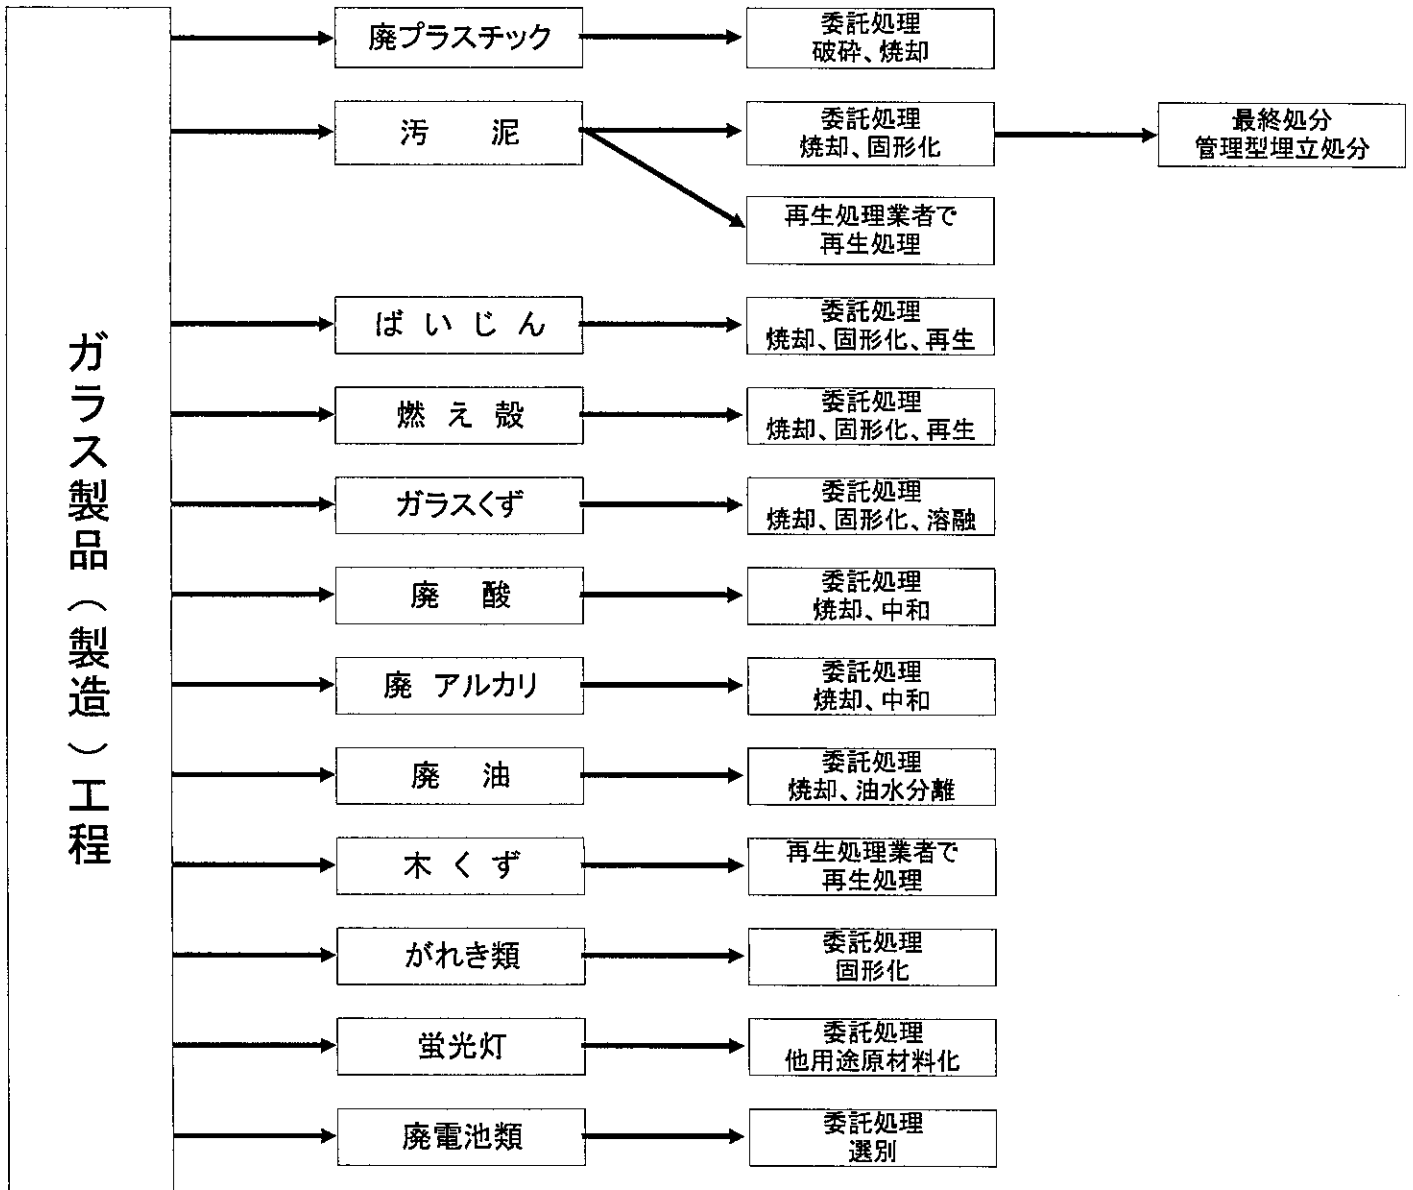 ガラス製品（製造）工程
廃プラスチック
委託処理
破砕、焼却
汚 泥
委託処理
焼却、固形化
最終処分
管理型埋立処分
再生処理業者で
再生処理
ばいじん
委託処理
焼却、固形化、再生
燃え殻
委託処理
焼却、固形化、再生
ガラスくず
委託処理
焼却、固形化、溶融
廃 酸
委託処理
焼却、中和
廃 アルカリ
委託処理
焼却、中和
廃 油
委託処理
焼却、油水分離
木くず
再生処理業者で
再生処理
がれき類
委託処理
固形化
蛍光灯
委託処理
他用途原材料化
廃電池類
委託処理
選別